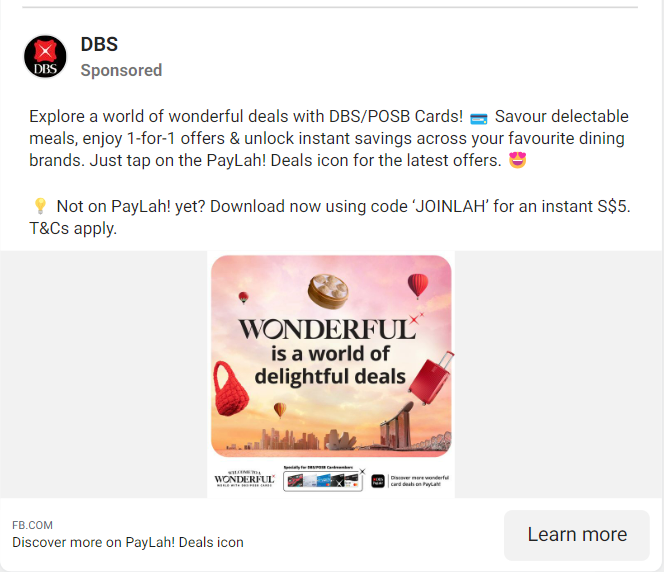 DBS
DBS
Sponsored
Explore a world of wonderful deals with DBS/POSB Cards! 💳 Savour delectable
meals, enjoy 1-for-1 offers & unlock instant savings across your favourite dining
brands. Just tap on the PayLah! Deals icon for the latest offers. 😍
💡 Not on PayLah! yet? Download now using code ‘JOINLAH’ for an instant S$5.
T&Cs apply.
WONDERFUL
is a world of
delightful deals
WELCOME TO A
WONDERFUL
WORLD WITH DBS/POSB CARDS
Specially for DBS/POSB Cardmembers
Discover more wonderful
card deals on PayLah!
FB.COM
Discover more on PayLah! Deals icon
Learn more